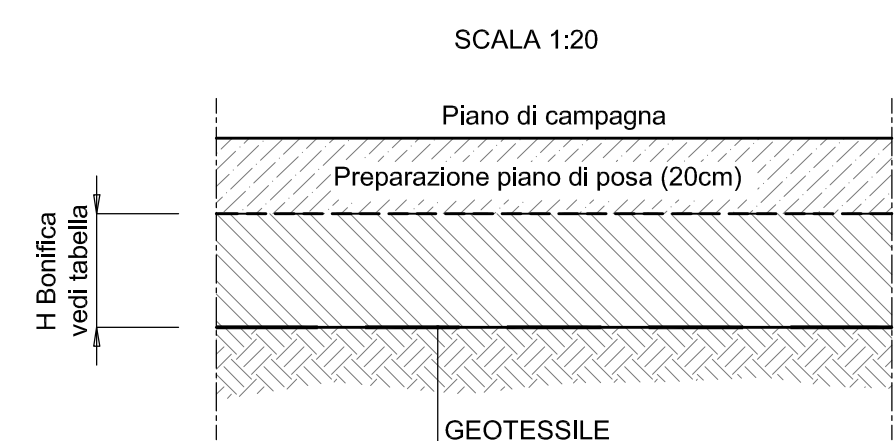 SCALA 1:20
Piano di campagna
Preparazione piano di posa (20cm)
H Bonifica
vedi tabella
GEOTESSILE